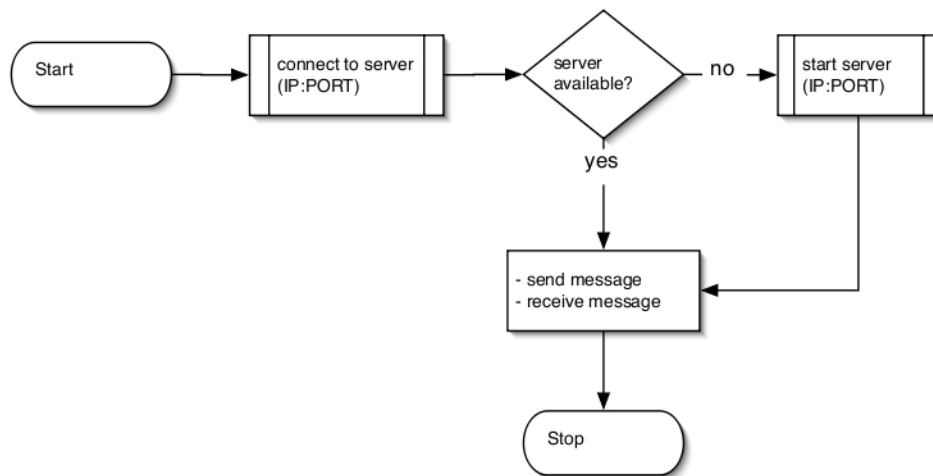 Start
connect to server
(IP:PORT)
server
available?
no
start server
(IP:PORT)
yes
- send message
- receive message
Stop